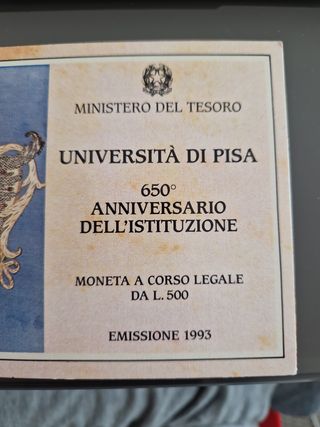 MINISTERO DEL TESORO
UNIVERSITÀ DI PISA
650°
ANNIVERSARIO
DELL'ISTITUZIONE
MONETA A CORSO LEGALE
DA L. 500
EMISSIONE 1993